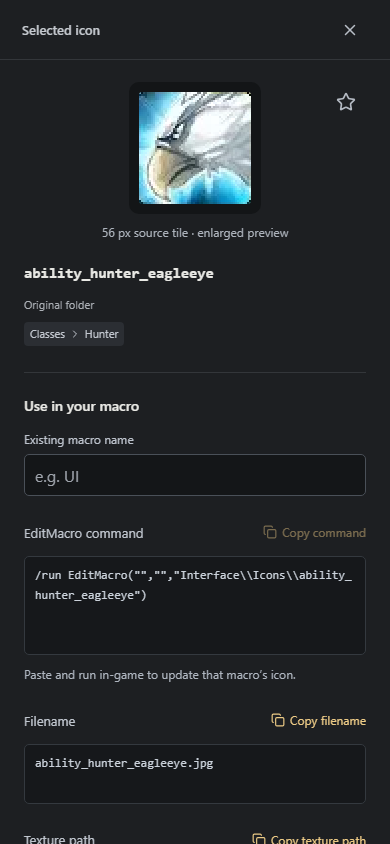 Selected icon
56 px source tile · enlarged preview
ability_hunter_eagleeye
Original folder
Classes > Hunter
Use in your macro
Existing macro name
e.g. UI
EditMacro command
Copy command
/run EditMacro("","","Interface\\Icons\\ability_
hunter_eagleeye")
Paste and run in-game to update that macro’s icon.
Filename
Copy filename
ability_hunter_eagleeye.jpg
Texture path
Copy texture path